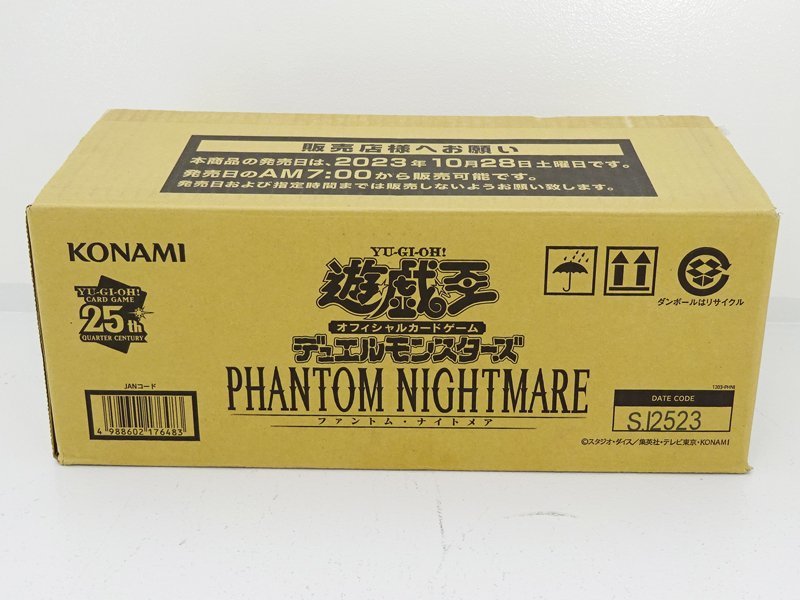 販売店様へお願い
本商品の発売日は、2023年10月28日土曜日です。
発売日のAM7:00から販売可能です。
発売日および指定時間までは販売しないようお願い致します。
KONAMI
YU-GI-OH!
CARD GAME
25th
QUARTER CENTURY
YU-GI-OH!
遊戯王
オフィシャルカードゲーム
デュエルモンスターズ
PHANTOM NIGHTMARE
ファントム・ナイトメア
ダンボールはリサイクル
JANコード
4 988602 176483
1203-PHNI
DATE CODE
S.I2523
©スタジオ・ダイス/集英社・テレビ東京・KONAMI